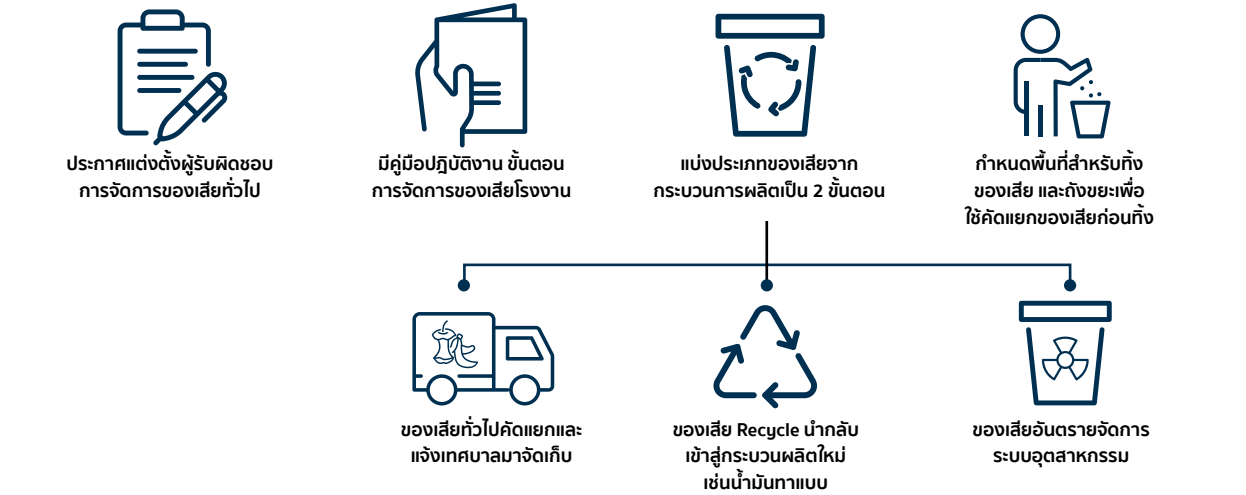 ประกาศแต่งตั้งผู้รับผิดชอบ
การจัดการของเสียทั่วไป
มีคู่มือปฎิบัติงาน ขั้นตอน
การจัดการของเสียโรงงาน
แบ่งประเภทของเสียจาก
กระบวนการผลิตเป็น 2 ขั้นตอน
กำหนดพื้นที่สำหรับทิ้ง
ของเสีย และถังขยะเพื่อ
ใช้คัดแยกของเสียก่อนทิ้ง
ของเสียทั่วไปคัดแยกและ
แจ้งเทศบาลมาจัดเก็บ
ของเสีย Recycle นำกลับ
เข้าสู่กระบวนผลิตใหม่
เช่นน้ำมันทาแบบ
ของเสียอันตรายจัดการ
ระบบอุตสาหกรรม